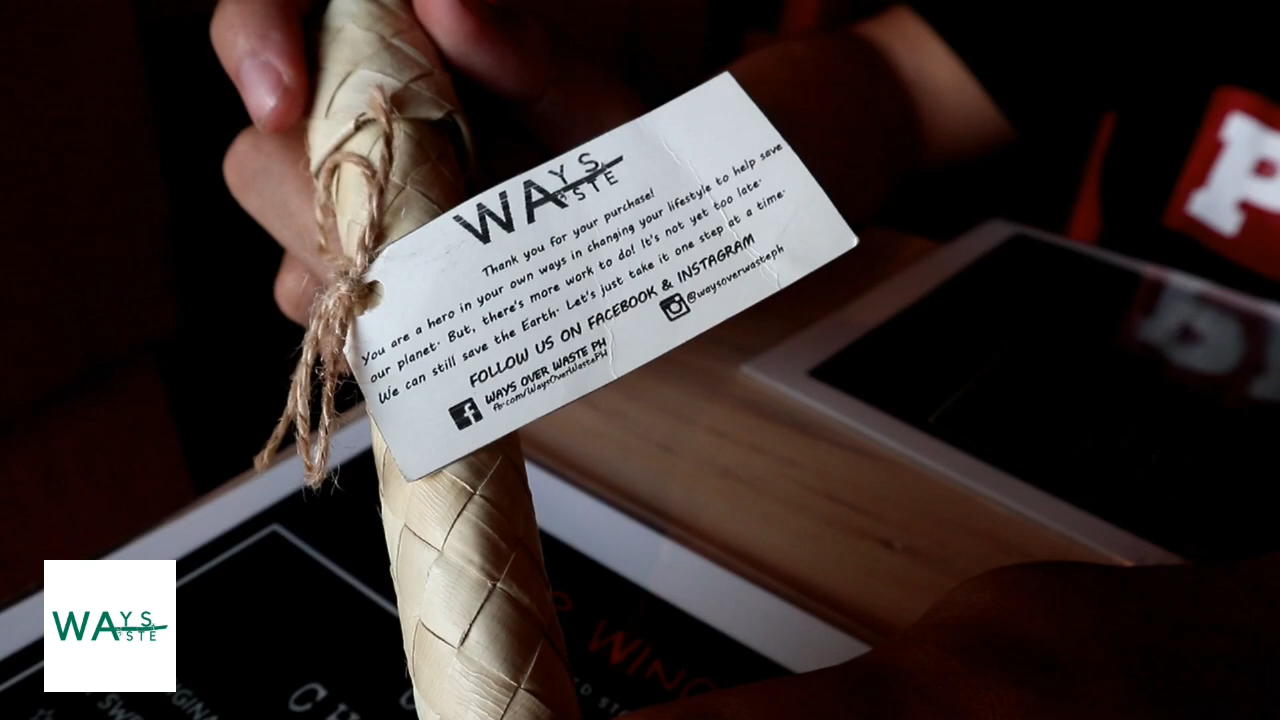 WAYS
WASTE
Thank you for your purchase!
You are a hero in your own ways in changing your lifestyle to help save
our planet. But, there's more work to do! It's not yet too late.
We can still save the Earth. Let's just take it one step at a time.
FOLLOW US ON FACEBOOK & INSTAGRAM
WAYS OVER WASTE PH
fb.com/WaysOverWastePH
@waysoverwasteph
P
WAYS
WASTE
WING